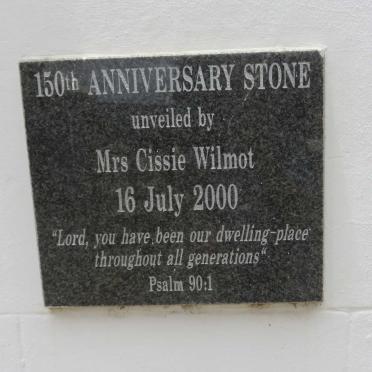 150th ANNIVERSARY STONE
unveiled by
Mrs Cissie Wilmot
16 July 2000
"Lord, you have been our dwelling-place
throughout all generations"
Psalm 90:1